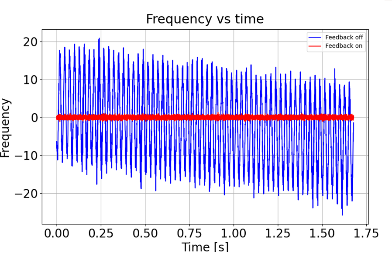 Frequency vs time
Feedback off
Feedback on
20
10
0
−10
−20
Frequency
0.00 0.25 0.50 0.75 1.00 1.25 1.50 1.75
Time [s]